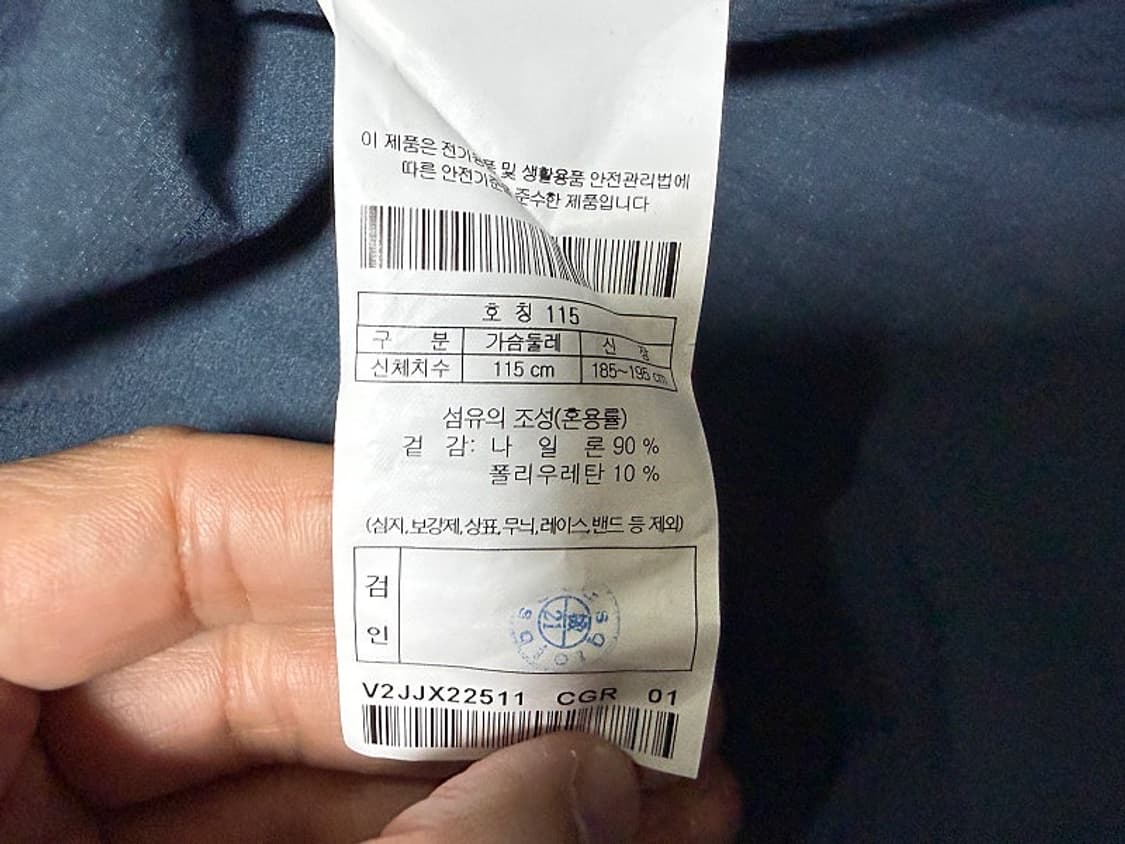 이 제품은 전기용품 및 생활용품 안전관리법에
따른 안전기준을 준수한 제품입니다
호 칭 115
구 분 가슴둘레 신 장
신체치수 115 cm 185~195 cm
섬유의 조성(혼용률)
겉 감: 나 일 론 90 %
폴리우레탄 10 %
(심지,보강제,상표,무늬,레이스,밴드 등 제외)
검
인
21
V2JJX22511 CGR 01